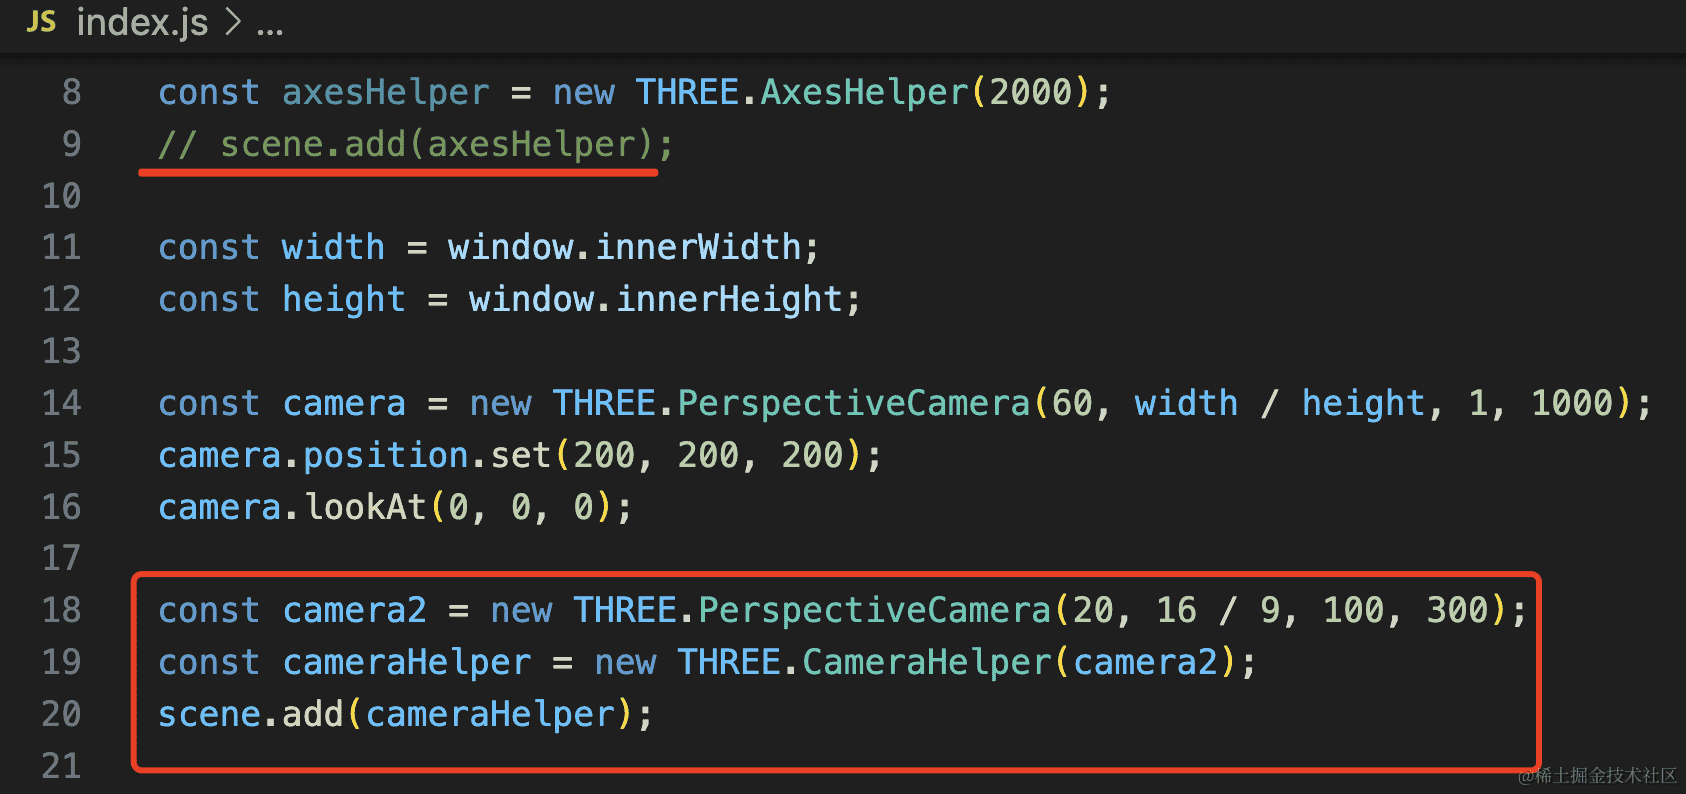 JS index.js > ...
8 const axesHelper = new THREE.AxesHelper(2000);
9 // scene.add(axesHelper);
10
11 const width = window.innerWidth;
12 const height = window.innerHeight;
13
14 const camera = new THREE.PerspectiveCamera(60, width / height, 1, 1000);
15 camera.position.set(200, 200, 200);
16 camera.lookAt(0, 0, 0);
17
18 const camera2 = new THREE.PerspectiveCamera(20, 16 / 9, 100, 300);
19 const cameraHelper = new THREE.CameraHelper(camera2);
20 scene.add(cameraHelper);
21
@稀土掘金技术社区